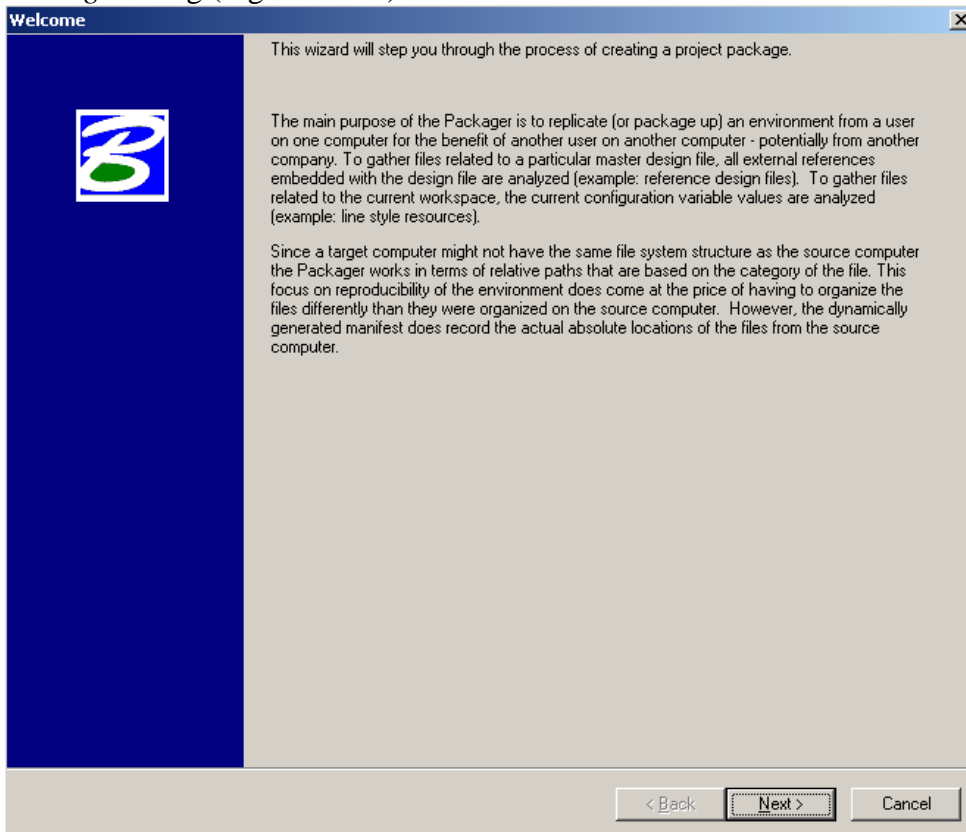 Welcome
This wizard will step you through the process of creating a project package.
The main purpose of the Packager is to replicate (or package up) an environment from a user
on one computer for the benefit of another user on another computer - potentially from another
company. To gather files related to a particular master design file, all external references
embedded with the design file are analyzed (example: reference design files).  To gather files
related to the current workspace, the current configuration variable values are analyzed
(example: line style resources).
Since a target computer might not have the same file system structure as the source computer
the Packager works in terms of relative paths that are based on the category of the file. This
focus on reproducibility of the environment does come at the price of having to organize the
files differently than they were organized on the source computer.  However, the dynamically
generated manifest does record the actual absolute locations of the files from the source
computer.
< Back Next > Cancel